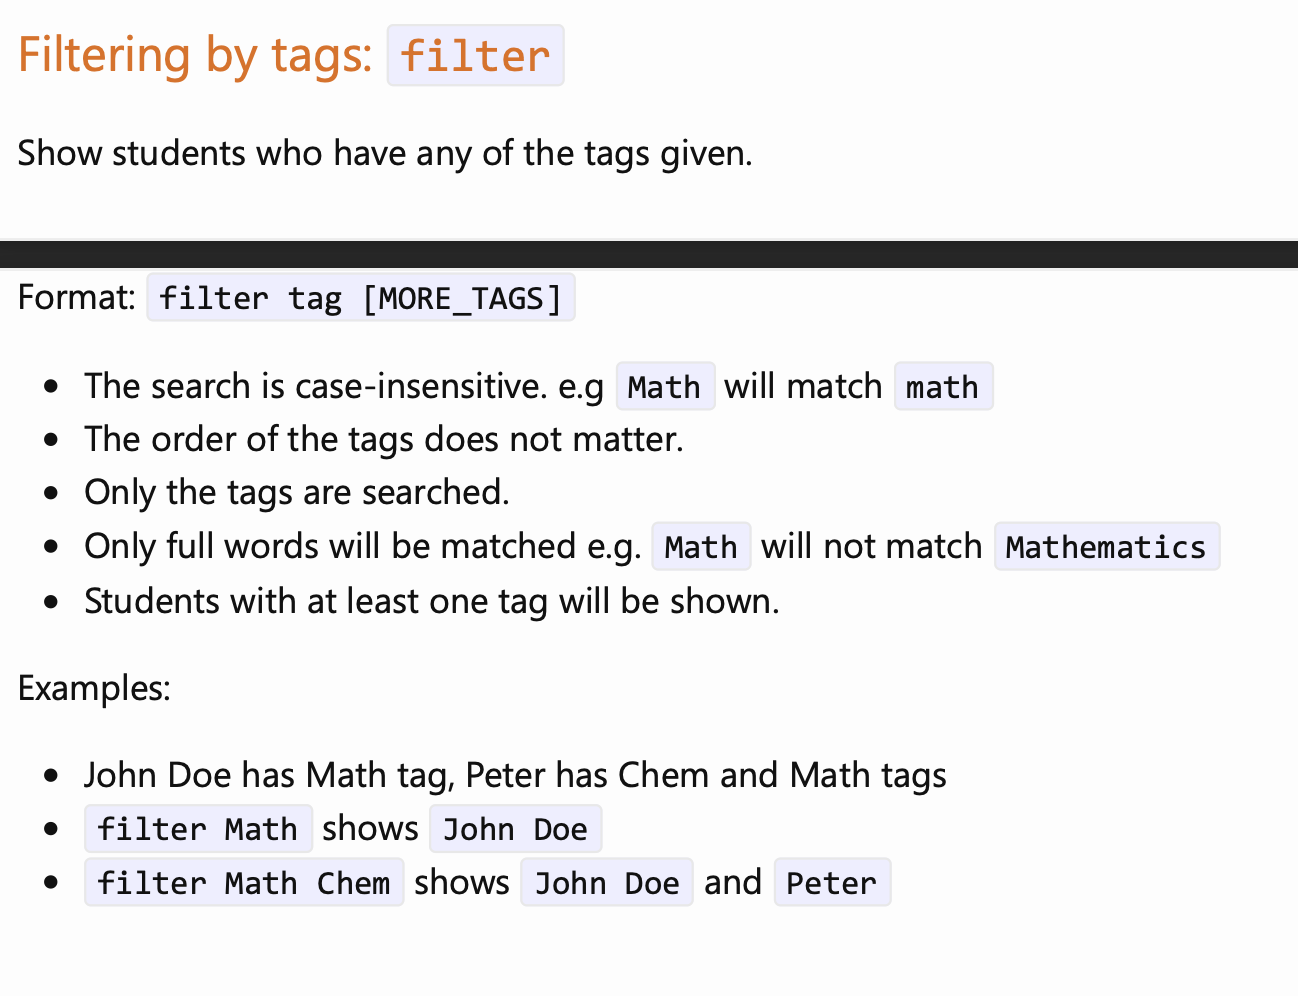 Filtering by tags: filter
Show students who have any of the tags given.
Format: filter tag [MORE_TAGS]
• The search is case-insensitive. e.g Math will match math
• The order of the tags does not matter.
• Only the tags are searched.
• Only full words will be matched e.g. Math will not match Mathematics
• Students with at least one tag will be shown.
Examples:
• John Doe has Math tag, Peter has Chem and Math tags
• filter Math shows John Doe
• filter Math Chem shows John Doe and Peter